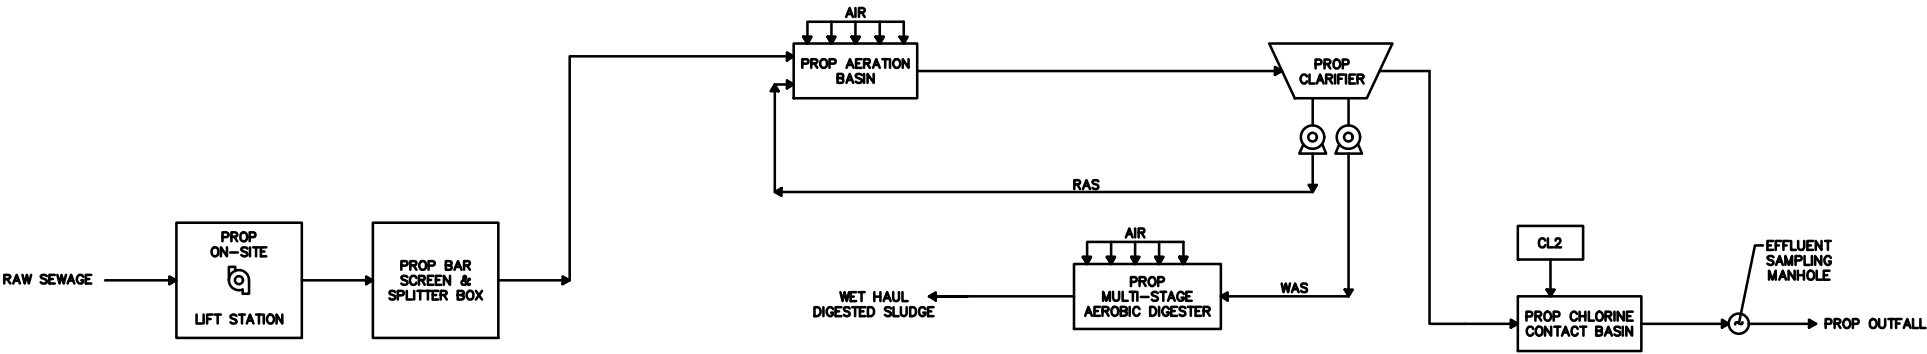 AIR
PROP AERATION
BASIN
PROP
CLARIFIER
RAS
RAW SEWAGE
PROP
ON-SITE
LIFT STATION
PROP BAR
SCREEN &
SPLITTER BOX
AIR
PROP
MULTI-STAGE
AEROBIC DIGESTER
WAS
WET HAUL
DIGESTED SLUDGE
CL2
PROP CHLORINE
CONTACT BASIN
EFFLUENT
SAMPLING
MANHOLE
PROP OUTFALL